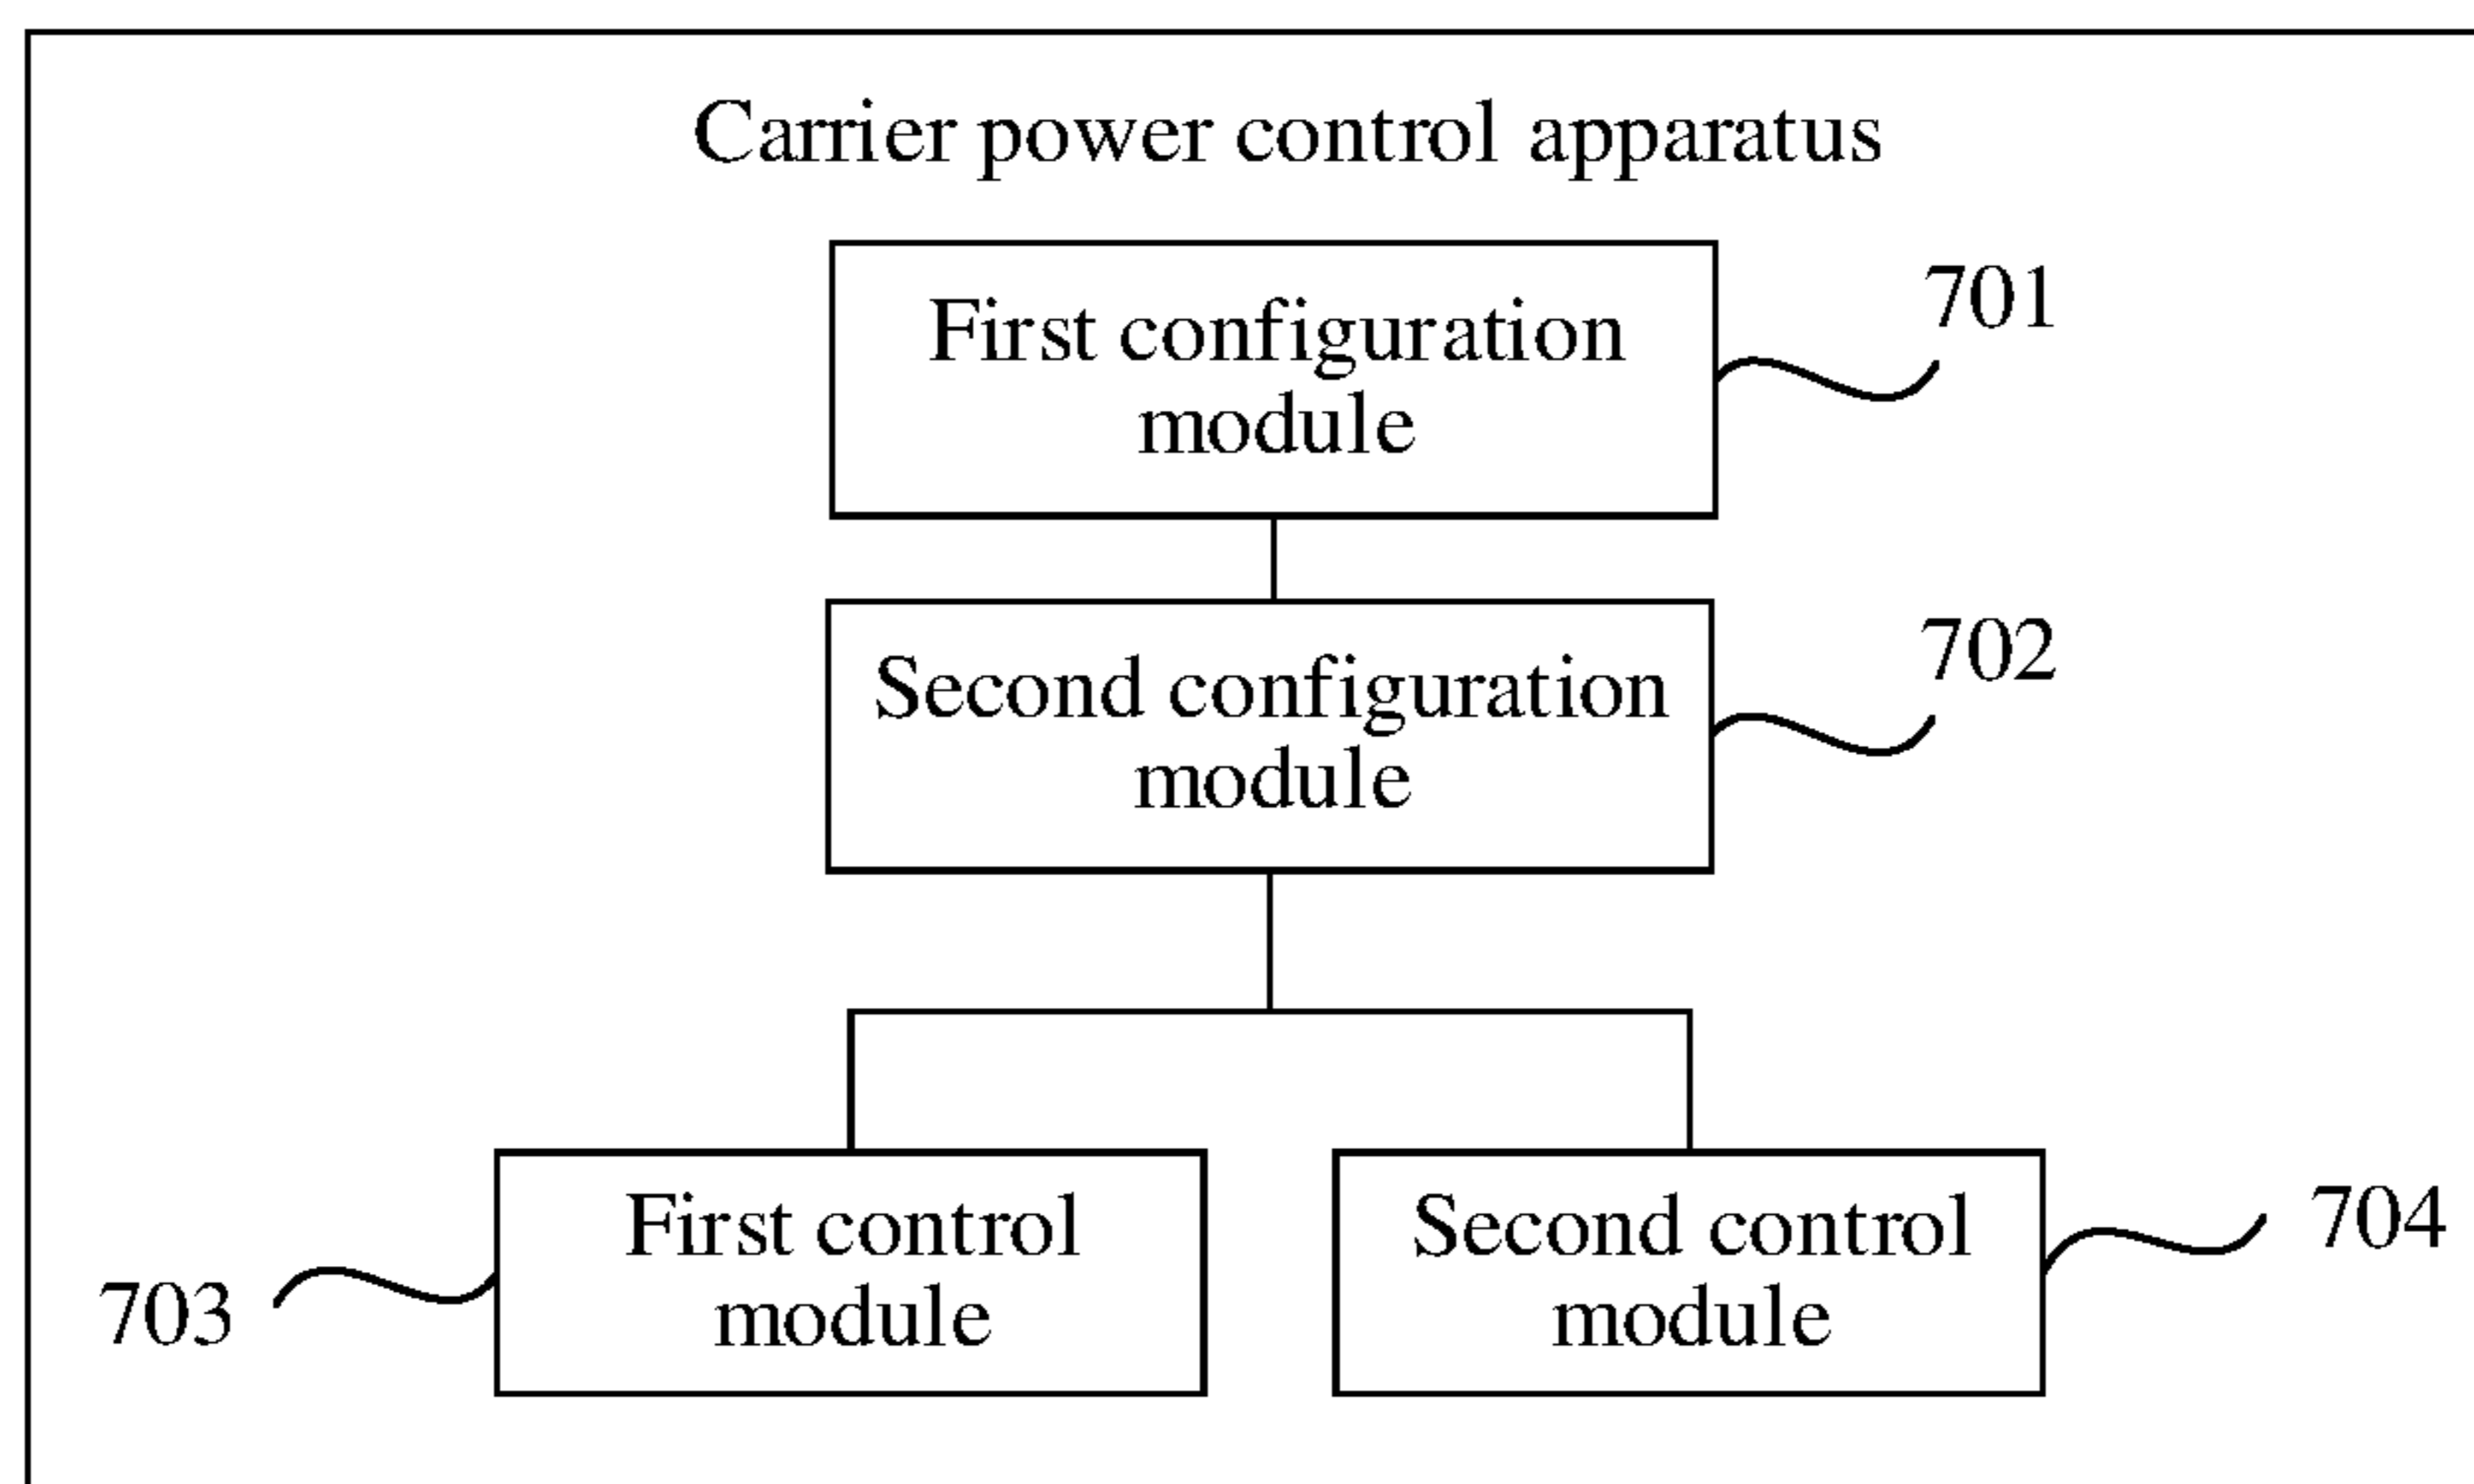 Carrier power control apparatus
First configuration
module
701
Second configuration
module
702
First control
module
703
Second control
module
704